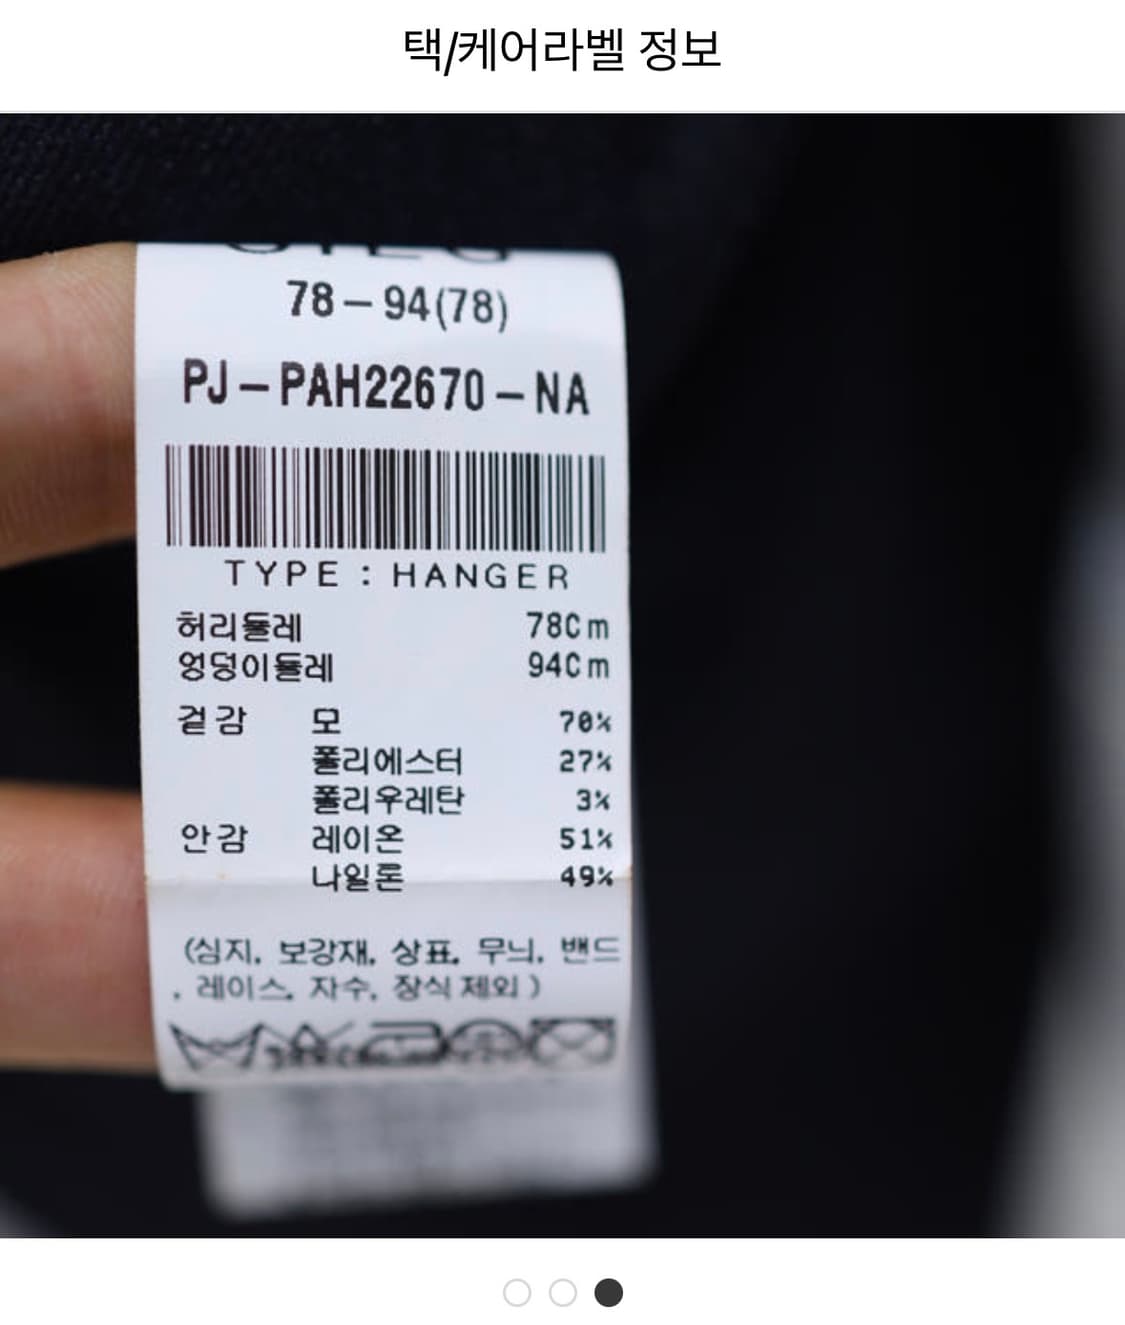 택/케어라벨 정보
78-94(78)
PJ-PAH22670-NA
TYPE : HANGER
허리둘레 78Cm
엉덩이둘레 94Cm
겉감 모 70%
폴리에스터 27%
폴리우레탄 3%
안감 레이온 51%
나일론 49%
(심지, 보강재, 상표, 무늬, 밴드
, 레이스, 자수, 장식 제외)